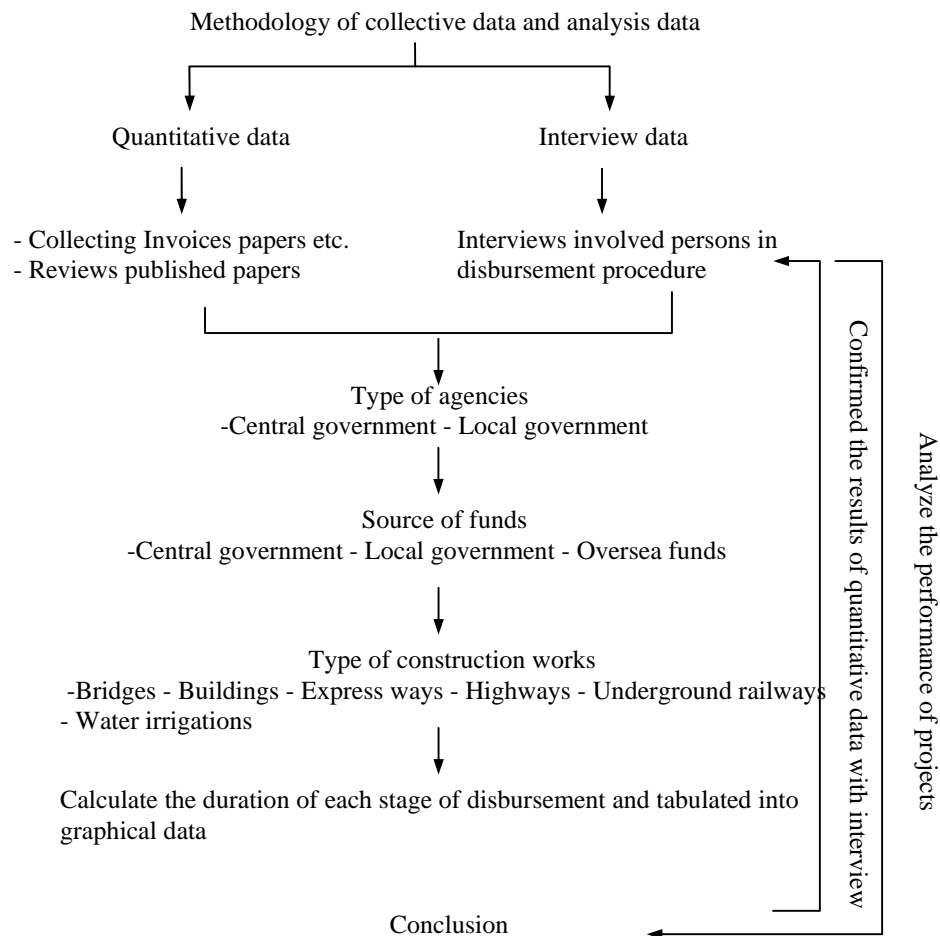 Methodology of collective data and analysis data
Quantitative data
Interview data
- Collecting Invoices papers etc.
- Reviews published papers
Interviews involved persons in
disbursement procedure
Type of agencies
-Central government - Local government
Source of funds
-Central government - Local government - Oversea funds
Type of construction works
-Bridges - Buildings - Express ways - Highways - Underground railways
- Water irrigations
Calculate the duration of each stage of disbursement and tabulated into
graphical data
Conclusion
Confirmed the results of quantitative data with interview
Analyze the performance of projects